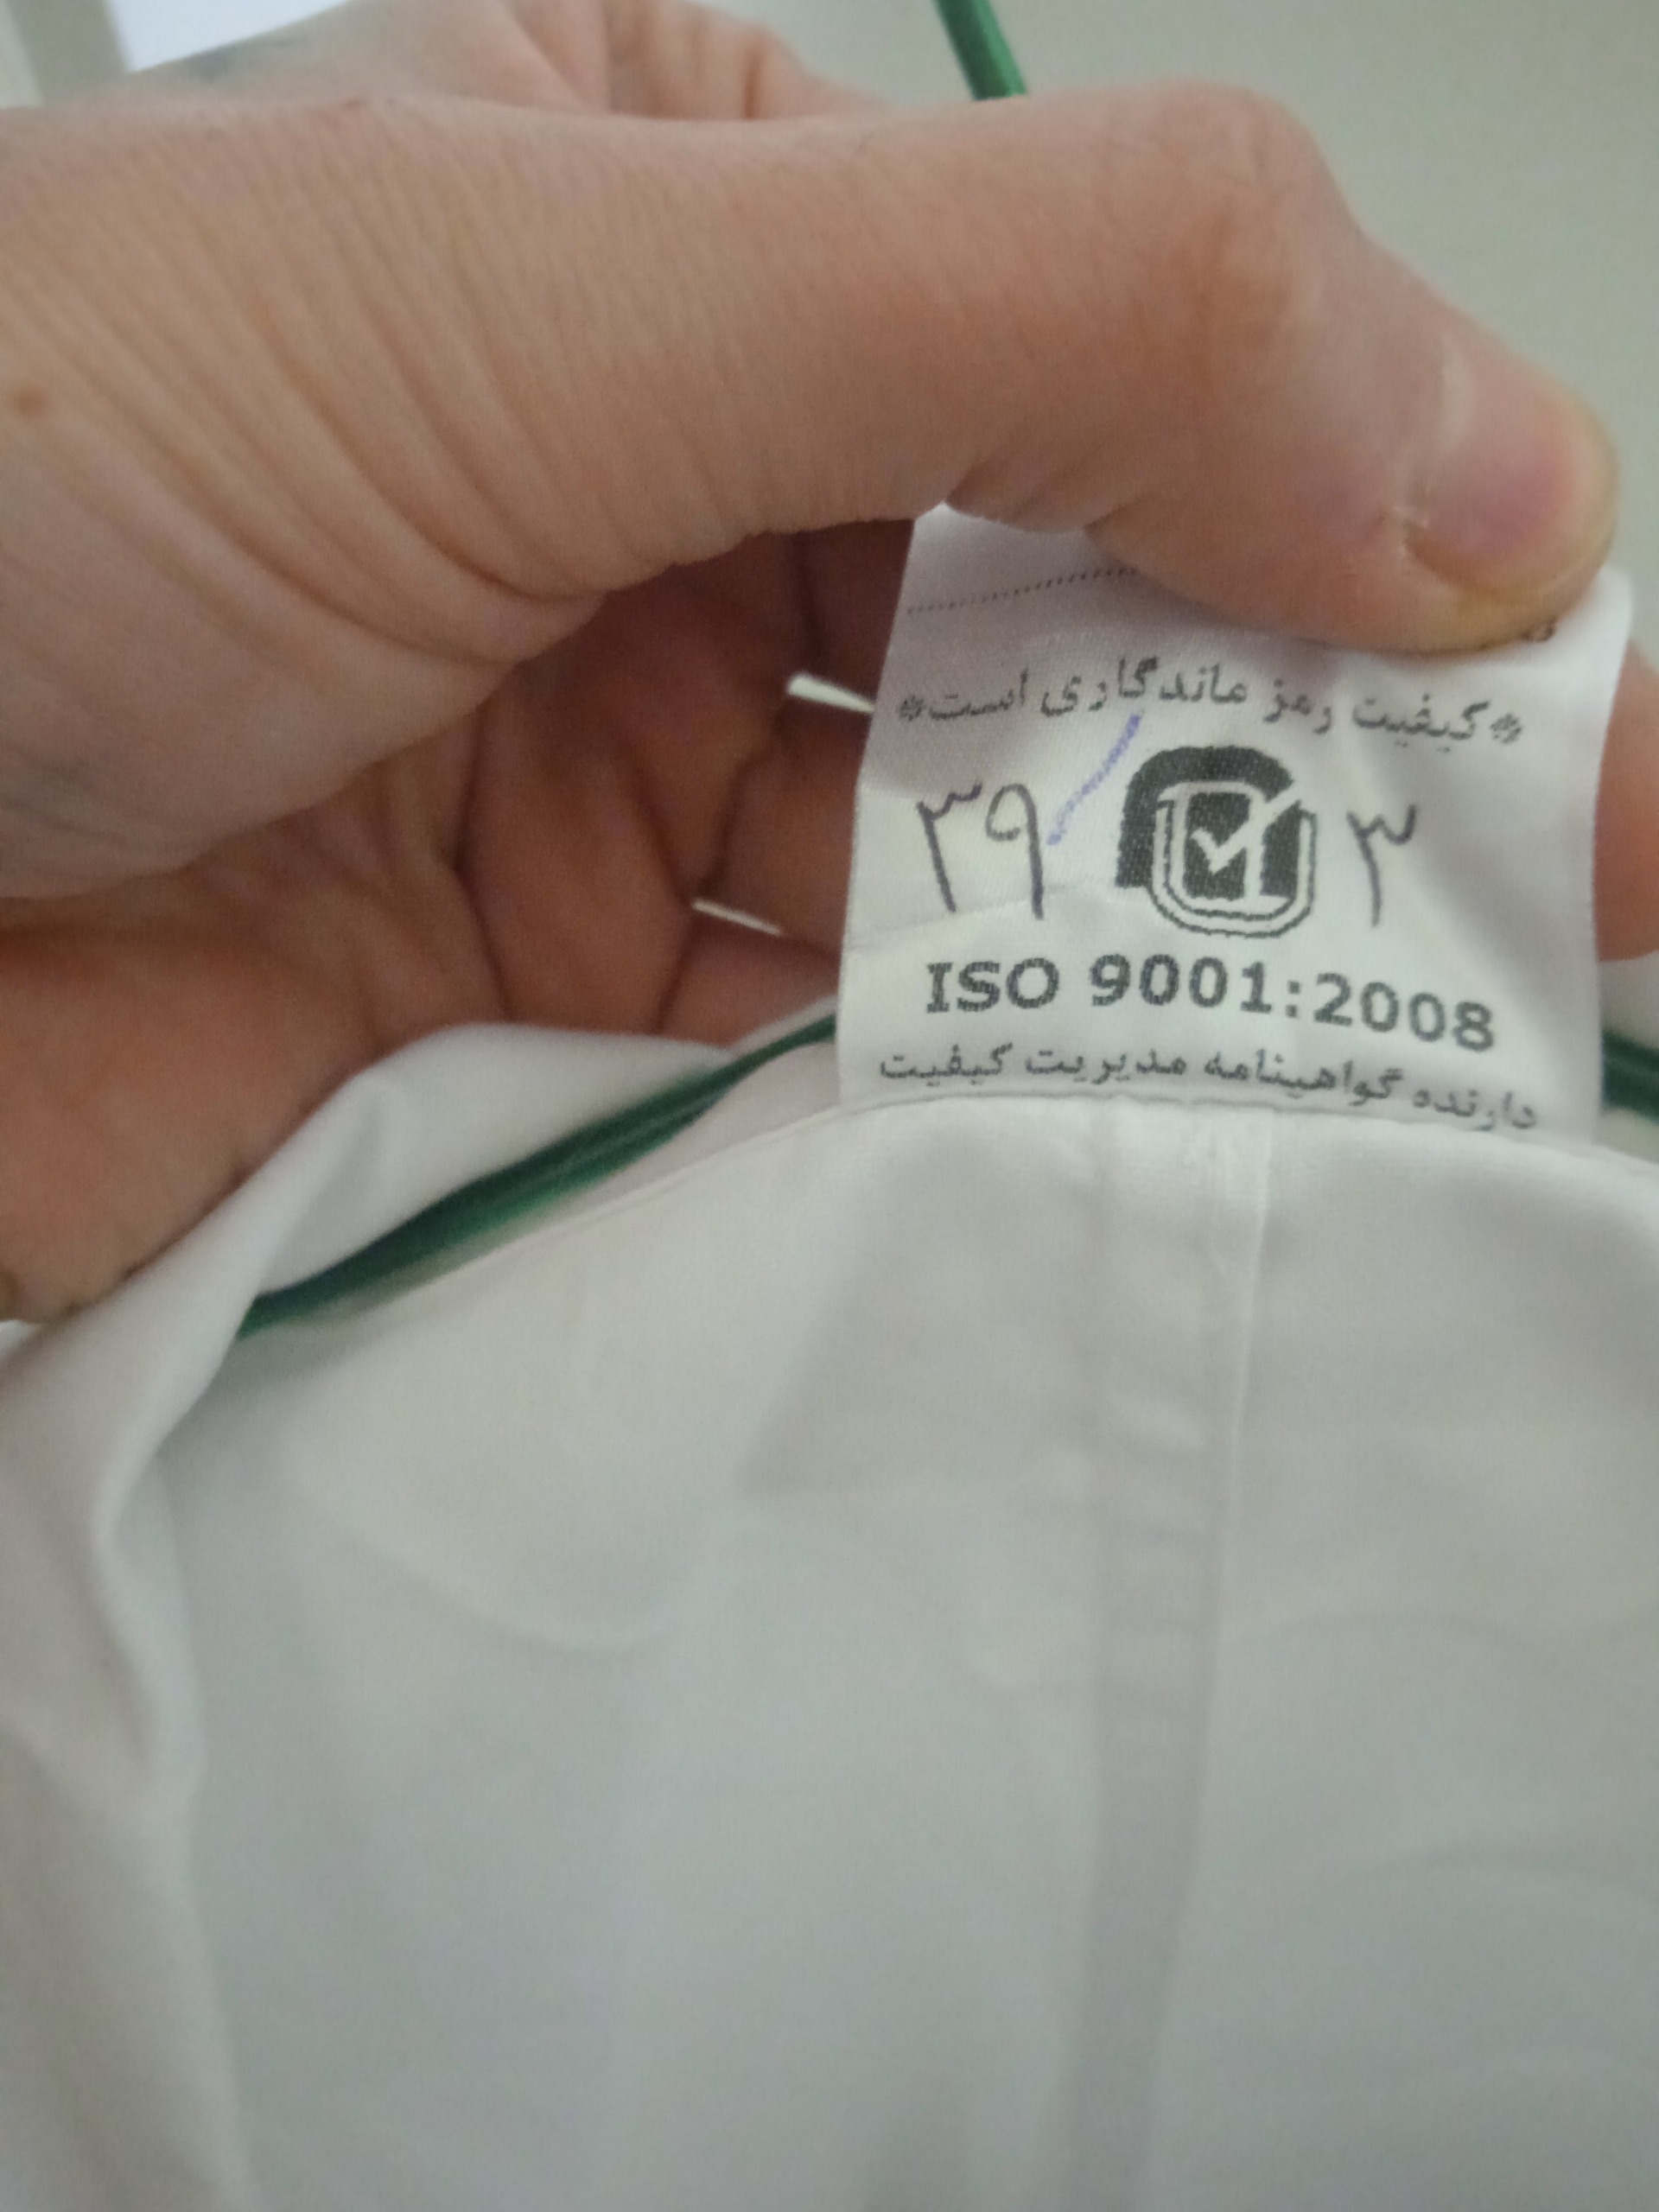 *کیفیت رمز ماندگاری است*
۳۹ ۳
ISO 9001:2008
دارنده گواهینامه مدیریت کیفیت